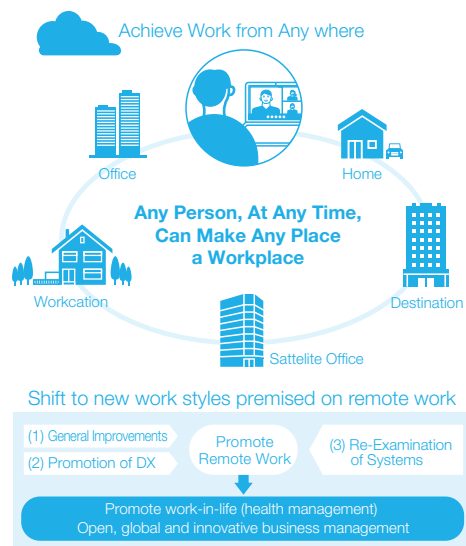 Achieve Work from Any where
Office
Home
Any Person, At Any Time,
Can Make Any Place
a Workplace
Workcation
Destination
Sattelite Office
Shift to new work styles premised on remote work
(1) General Improvements
(2) Promotion of DX
Promote
Remote Work
(3) Re-Examination
of Systems
Promote work-in-life (health management)
Open, global and innovative business management